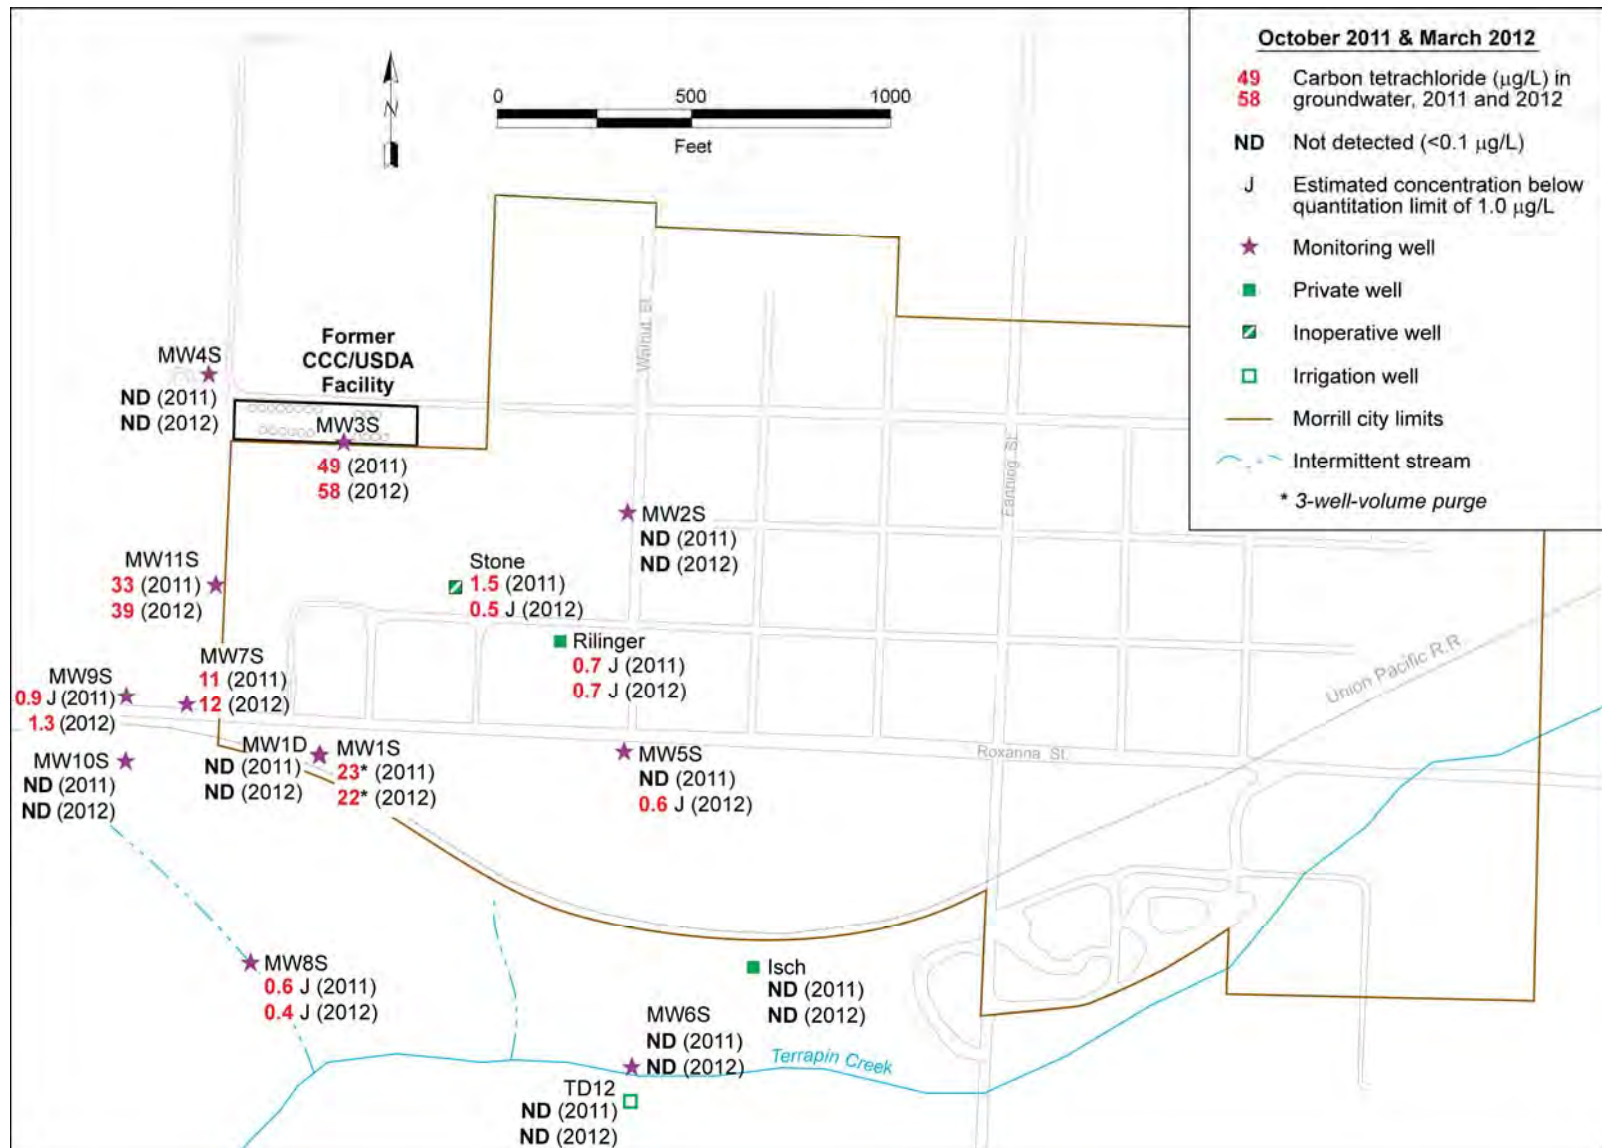 October 2011 & March 2012
49 Carbon tetrachloride (µg/L) in
58 groundwater, 2011 and 2012
ND Not detected (<0.1 µg/L)
J Estimated concentration below
quantitation limit of 1.0 µg/L
Monitoring well
Private well
Inoperative well
Irrigation well
Morrill city limits
Intermittent stream
* 3-well-volume purge
N
0 500 1000
Feet
Walnut St.
Former
CCC/USDA
Facility
MW4S
ND (2011)
ND (2012)
MW3S
49 (2011)
58 (2012)
MW2S
ND (2011)
ND (2012)
MW11S
33 (2011)
39 (2012)
Stone
1.5 (2011)
0.5 J (2012)
Rilinger
0.7 J (2011)
0.7 J (2012)
MW7S
11 (2011)
12 (2012)
MW9S
0.9 J (2011)
1.3 (2012)
Union Pacific R.R
MW10S
ND (2011)
ND (2012)
MW1D
ND (2011)
ND (2012)
MW1S
23* (2011)
22* (2012)
MW5S
ND (2011)
0.6 J (2012)
Roxanna St.
MW8S
0.6 J (2011)
0.4 J (2012)
Isch
ND (2011)
ND (2012)
MW6S
ND (2011)
ND (2012)
Terrapin Creek
TD12
ND (2011)
ND (2012)